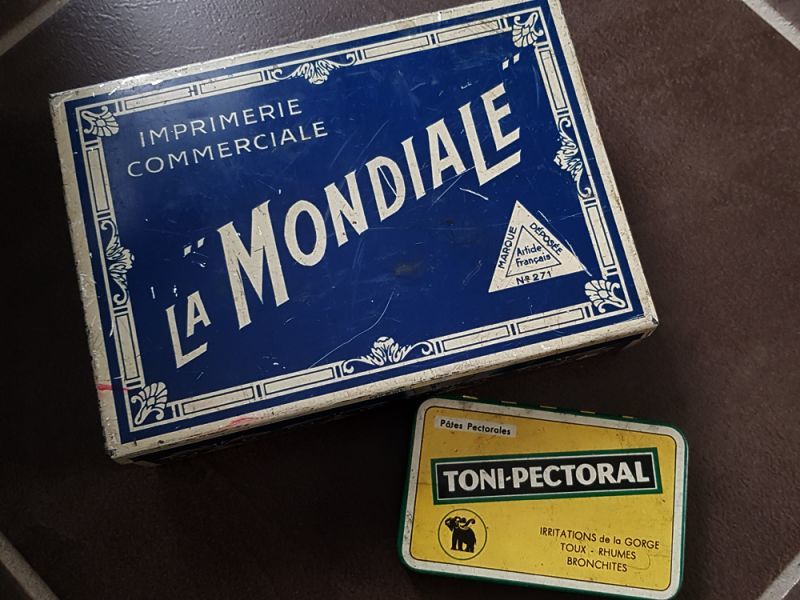 IMPRIMERIE
COMMERCIALE
LA "MONDIALE"
MARQUE DÉPOSÉE
Article
Français
No 271
Pâtes Pectorales
TONI-PECTORAL
IRRITATIONS de la GORGE
TOUX - RHUMES
BRONCHITES